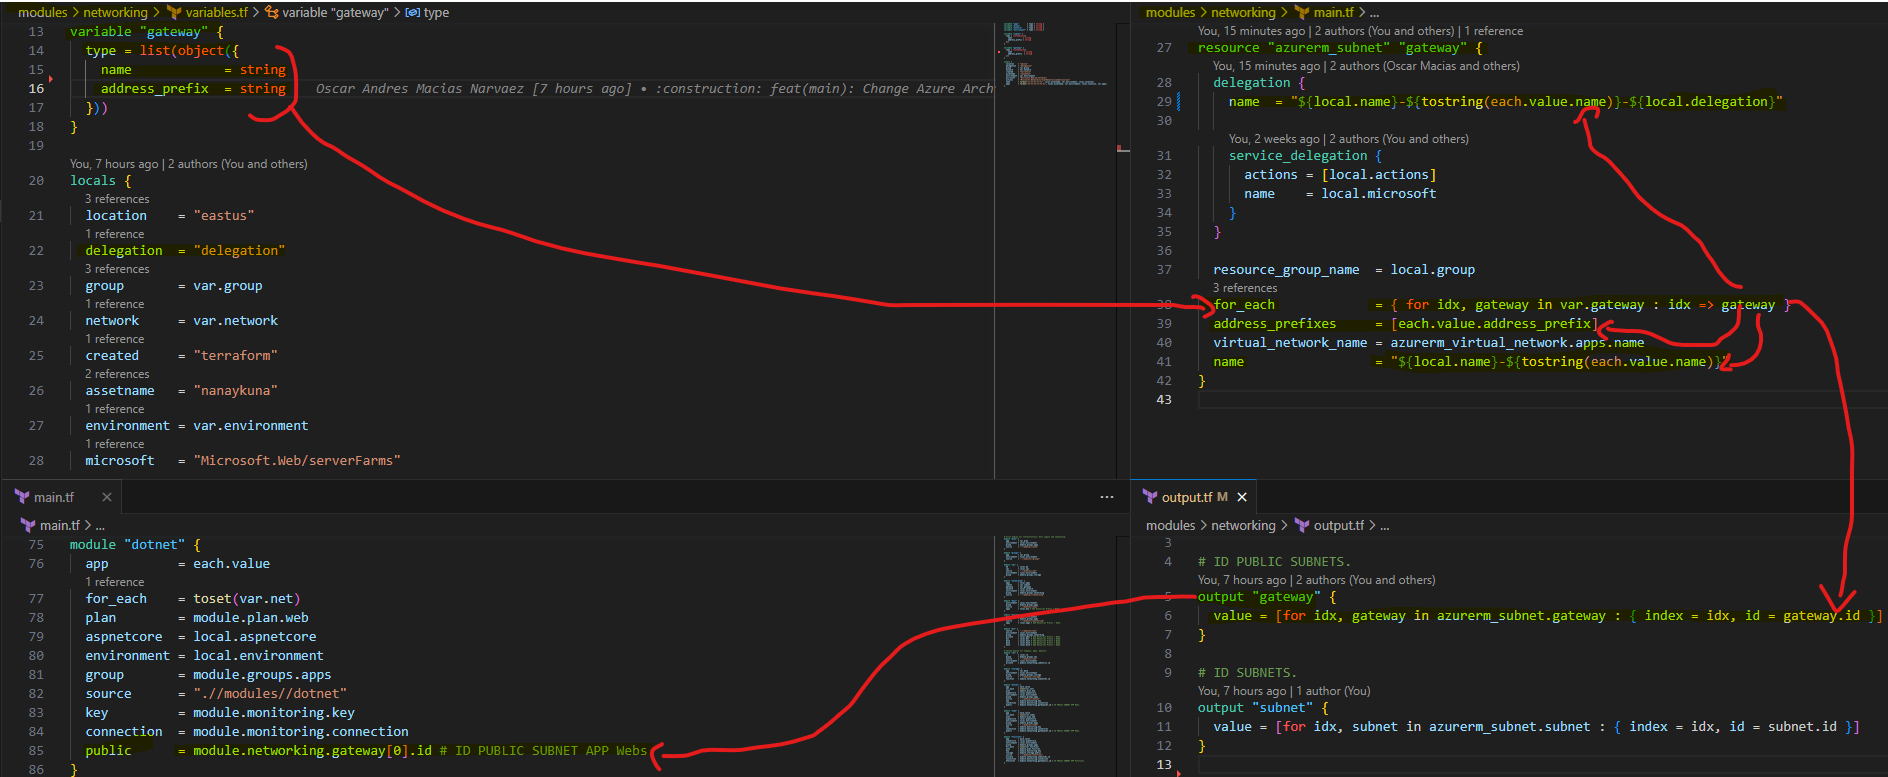 modules > networking > variables.tf > variable "gateway" > type
13 variable "gateway" {
14 type = list(object({
15 name = string
16 address_prefix = string Oscar Andres Macias Narvaez [7 hours ago] • :construction: feat(main): Change Azure Arch
17 }))
18 }
19
You, 7 hours ago | 2 authors (You and others)
20 locals {
3 references
21 location = "eastus"
1 reference
22 delegation = "delegation"
3 references
23 group = var.group
1 reference
24 network = var.network
1 reference
25 created = "terraform"
2 references
26 assetname = "nanaykuna"
1 reference
27 environment = var.environment
1 reference
28 microsoft = "Microsoft.Web/serverFarms"
modules > networking > main.tf > ...
You, 15 minutes ago | 2 authors (You and others) | 1 reference
27 resource "azurerm_subnet" "gateway" {
You, 15 minutes ago | 2 authors (Oscar Macias and others)
28 delegation {
29 name = "${local.name}-${tostring(each.value.name)}-${local.delegation}"
30
You, 2 weeks ago | 2 authors (You and others)
31 service_delegation {
32 actions = [local.actions]
33 name = local.microsoft
34 }
35 }
36
37 resource_group_name = local.group
3 references
38 for_each = { for idx, gateway in var.gateway : idx => gateway }
39 address_prefixes = [each.value.address_prefix]
40 virtual_network_name = azurerm_virtual_network.apps.name
41 name = "${local.name}-${tostring(each.value.name)}"
42 }
43
main.tf ×
main.tf > ...
75 module "dotnet" {
76 app = each.value
1 reference
77 for_each = toset(var.net)
78 plan = module.plan.web
79 aspnetcore = local.aspnetcore
80 environment = local.environment
81 group = module.groups.apps
82 source = ".//modules//dotnet"
83 key = module.monitoring.key
84 connection = module.monitoring.connection
85 public = module.networking.gateway[0].id # ID PUBLIC SUBNET APP Webs
86 }
output.tf M ×
modules > networking > output.tf > ...
3
4 # ID PUBLIC SUBNETS.
You, 7 hours ago | 2 authors (You and others)
5 output "gateway" {
6 value = [for idx, gateway in azurerm_subnet.gateway : { index = idx, id = gateway.id }]
7 }
8
9 # ID SUBNETS.
You, 7 hours ago | 1 author (You)
10 output "subnet" {
11 value = [for idx, subnet in azurerm_subnet.subnet : { index = idx, id = subnet.id }]
12 }
13